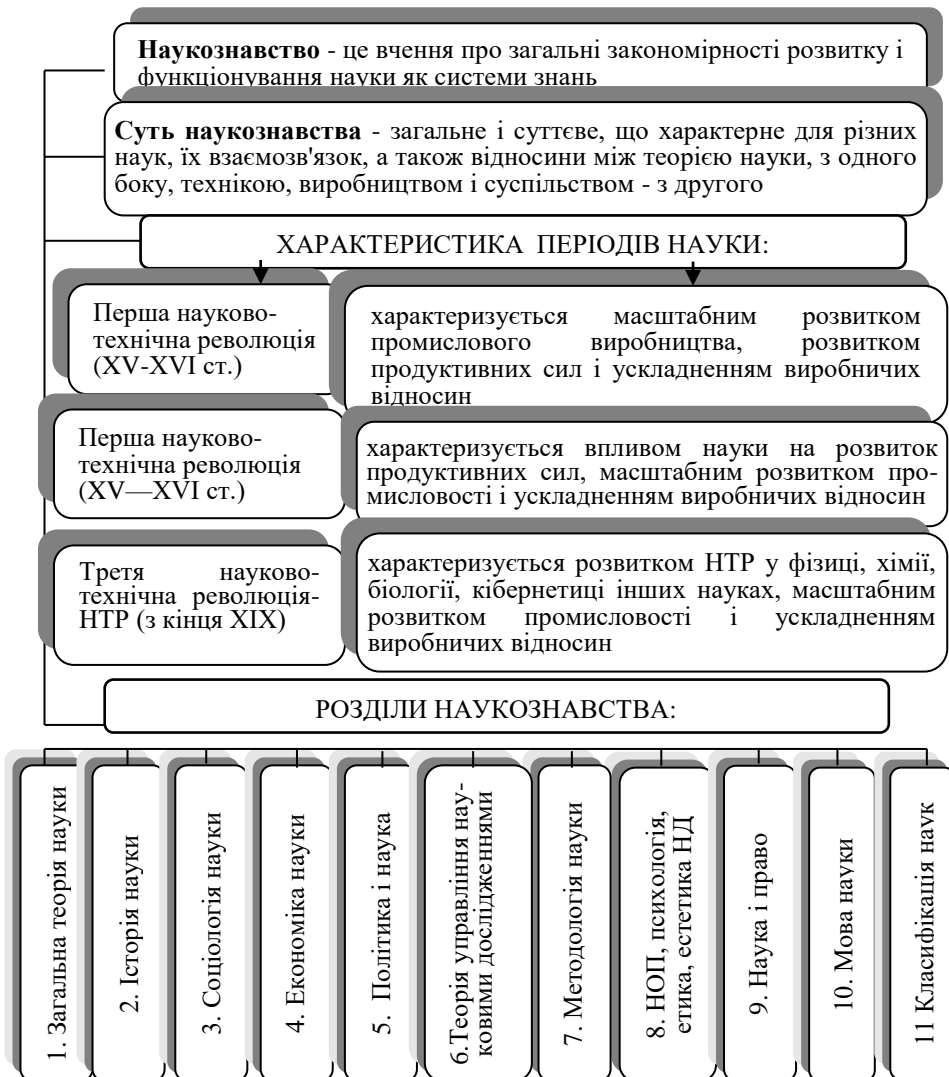 Наукознавство - це вчення про загальні закономірності розвитку і
функціонування науки як системи знань
Суть наукознавства - загальне і суттєве, що характерне для різних
наук, їх взаємозв'язок, а також відносини між теорією науки, з одного
боку, технікою, виробництвом і суспільством - з другого
ХАРАКТЕРИСТИКА ПЕРІОДІВ НАУКИ:
Перша науково-
технічна революція
(XV-XVI ст.)
характеризується масштабним розвитком
промислового виробництва, розвитком
продуктивних сил і ускладненням виробничих
відносин
Перша науково-
технічна революція
(XV—XVI ст.)
характеризується впливом науки на розвиток
продуктивних сил, масштабним розвитком про-
мисловості і ускладненням виробничих відносин
Третя науково-
технічна революція-
НТР (з кінця XIX)
характеризується розвитком НТР у фізиці, хімії,
біології, кібернетиці інших науках, масштабним
розвитком промисловості і ускладненням
виробничих відносин
РОЗДІЛИ НАУКОЗНАВСТВА:
1. Загальна теорія науки
2. Історія науки
3. Соціологія науки
4. Економіка науки
5. Політика і наука
6.Теорія управління нау-
ковими дослідженнями
7. Методологія науки
8. НОП, психологія,
етика, естетика НД
9. Наука і право
10. Мова науки
11 Класифікація наук